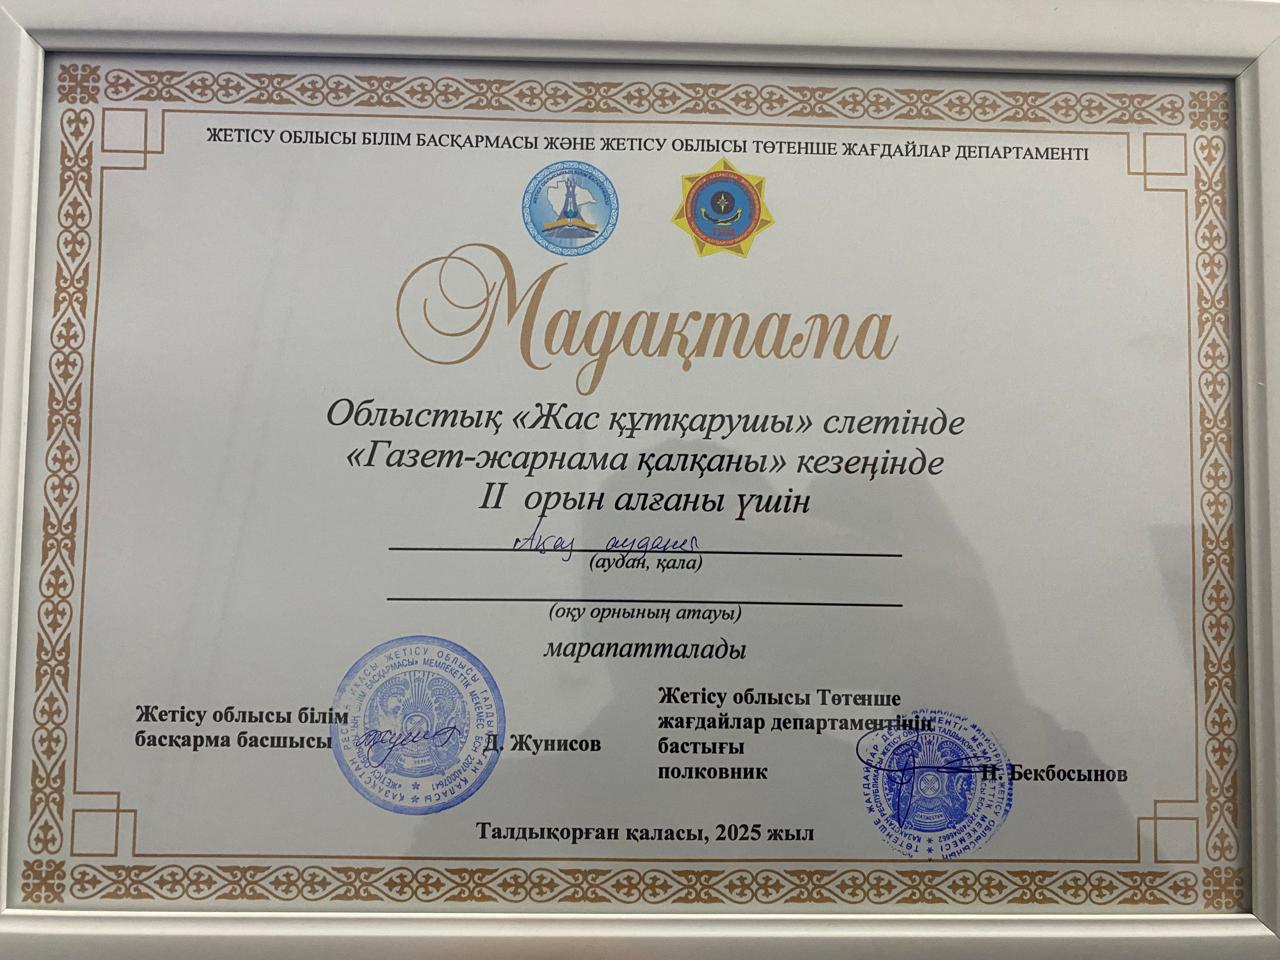 ЖЕТІСУ ОБЛЫСЫ БІЛІМ БАСҚАРМАСЫ ЖӘНЕ ЖЕТІСУ ОБЛЫСЫ ТӨТЕНШЕ ЖАҒДАЙЛАР ДЕПАРТАМЕНТІ
Мадақтама
Облыстық «Жас құтқарушы» слетінде
«Газет-жарнама қалқаны» кезеңінде
ІІ орын алғаны үшін
ауданы
(аудан, қала)
(оқу орнының атауы)
марапатталады
Жетісу облысы білім
басқарма басшысы
Д. Жунисов
Жетісу облысы Төтенше
жағдайлар департаментінің
бастығы
полковник
Н. Бекбосынов
Талдықорған қаласы, 2025 жыл